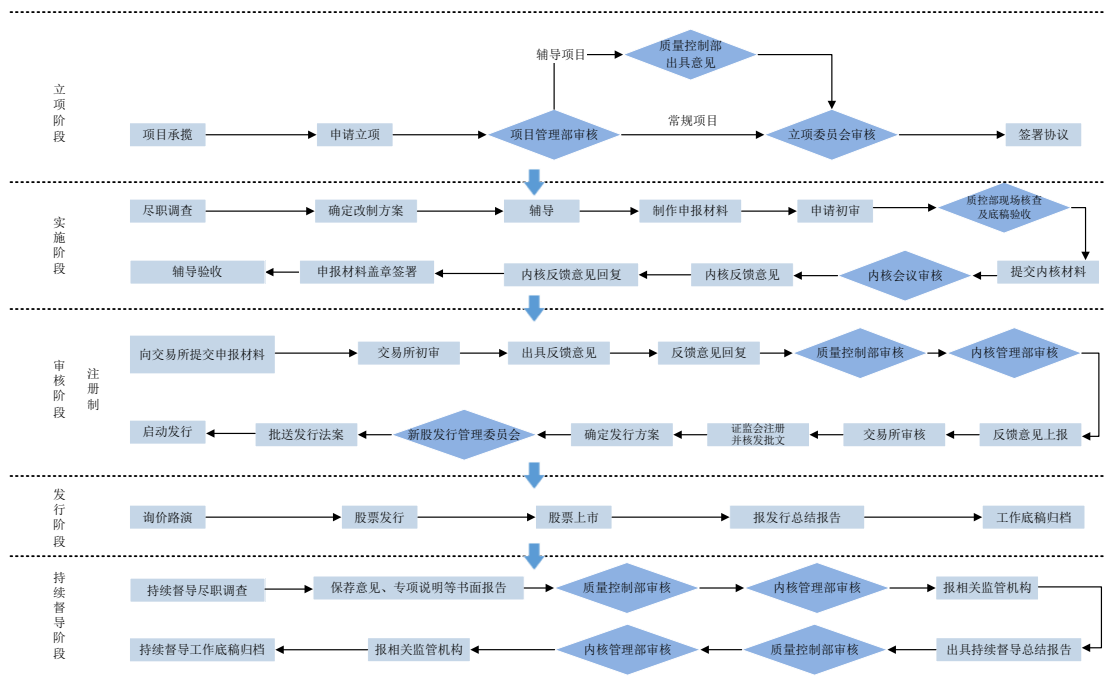 立项阶段
辅导项目
质量控制部
出具意见
项目承揽
申请立项
项目管理部审核
常规项目
立项委员会审核
签署协议
实施阶段
尽职调查
确定改制方案
辅导
制作申报材料
申请初审
质控部现场核查
及底稿验收
提交内核材料
内核会议审核
内核反馈意见
内核反馈意见回复
申报材料盖章签署
辅导验收
审核阶段
注册制
向交易所提交申报材料
交易所初审
出具反馈意见
反馈意见回复
质量控制部审核
内核管理部审核
反馈意见上报
交易所审核
证监会注册
并核发批文
确定发行方案
新股发行管理委员会
批送发行法案
启动发行
发行阶段
询价路演
股票发行
股票上市
报发行总结报告
工作底稿归档
持续督导阶段
持续督导尽职调查
保荐意见、专项说明等书面报告
质量控制部审核
内核管理部审核
报相关监管机构
出具持续督导总结报告
质量控制部审核
内核管理部审核
报相关监管机构
持续督导工作底稿归档